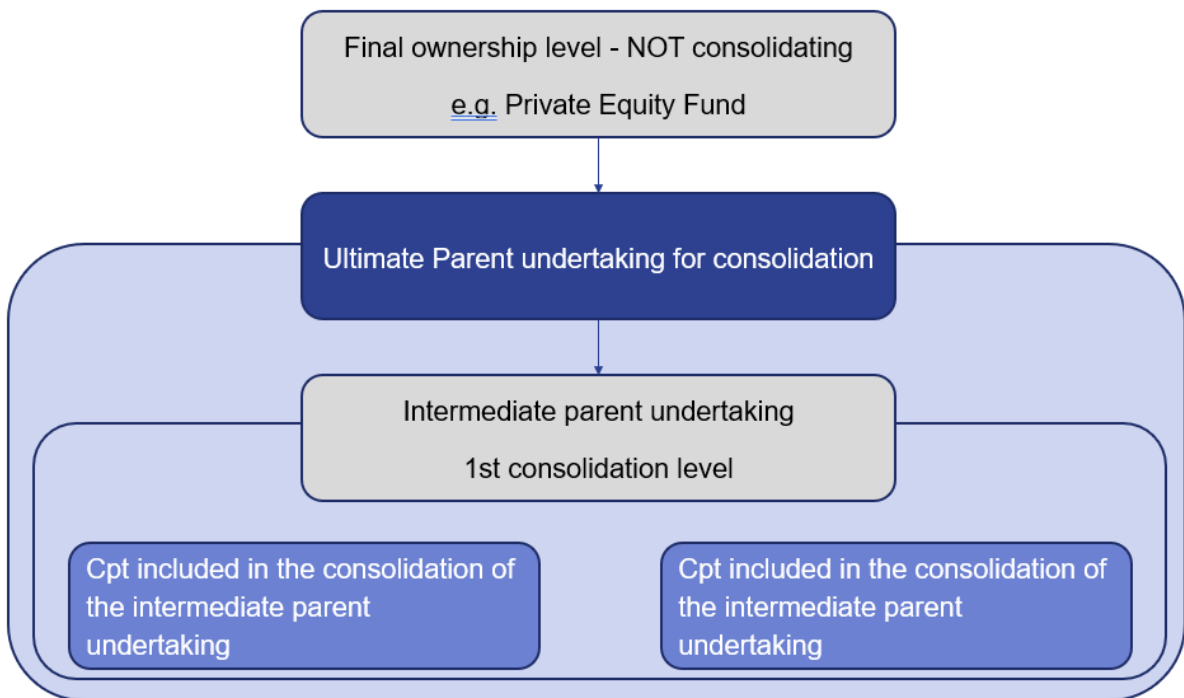 Final ownership level - NOT consolidating
e.g. Private Equity Fund
Ultimate Parent undertaking for consolidation
Intermediate parent undertaking
1st consolidation level
Cpt included in the consolidation of
the intermediate parent
undertaking
Cpt included in the consolidation of
the intermediate parent
undertaking